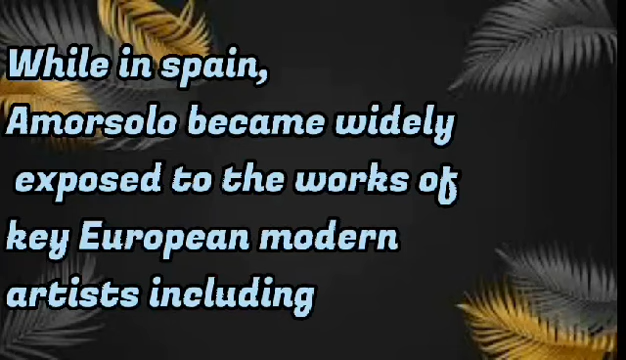 While in spain,
Amorsolo became widely
exposed to the works of
key European modern
artists including